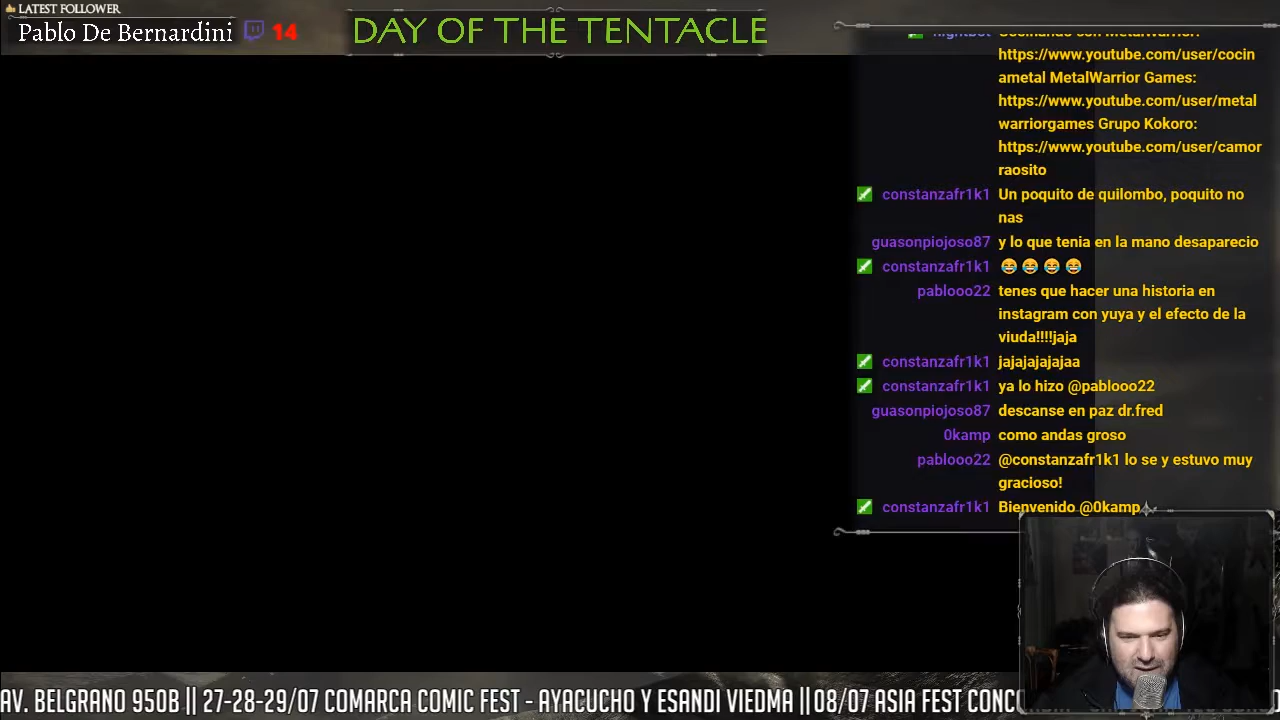 LATEST FOLLOWER
Pablo De Bernardini 14
DAY OF THE TENTACLE
nightbot Cocinando con MetalWarrior:
https://www.youtube.com/user/cocin
ametal MetalWarrior Games:
https://www.youtube.com/user/metal
warriorgames Grupo Kokoro:
https://www.youtube.com/user/camor
raosito
constanzafr1k1 Un poquito de quilombo, poquito no
nas
guasonpiojoso87 y lo que tenia en la mano desaparecio
constanzafr1k1 😂 😂 😂 😂
pablooo22 tenes que hacer una historia en
instagram con yuya y el efecto de la
viuda!!!!jaja
constanzafr1k1 jajajajajajaa
constanzafr1k1 ya lo hizo @pablooo22
guasonpiojoso87 descanse en paz dr.fred
0kamp como andas groso
pablooo22 @constanzafr1k1 lo se y estuvo muy
gracioso!
constanzafr1k1 Bienvenido @0kamp
AV. BELGRANO 950B || 27-28-29/07 COMARCA COMIC FEST - AYACUCHO Y ESANDI VIEDMA || 08/07 ASIA FEST